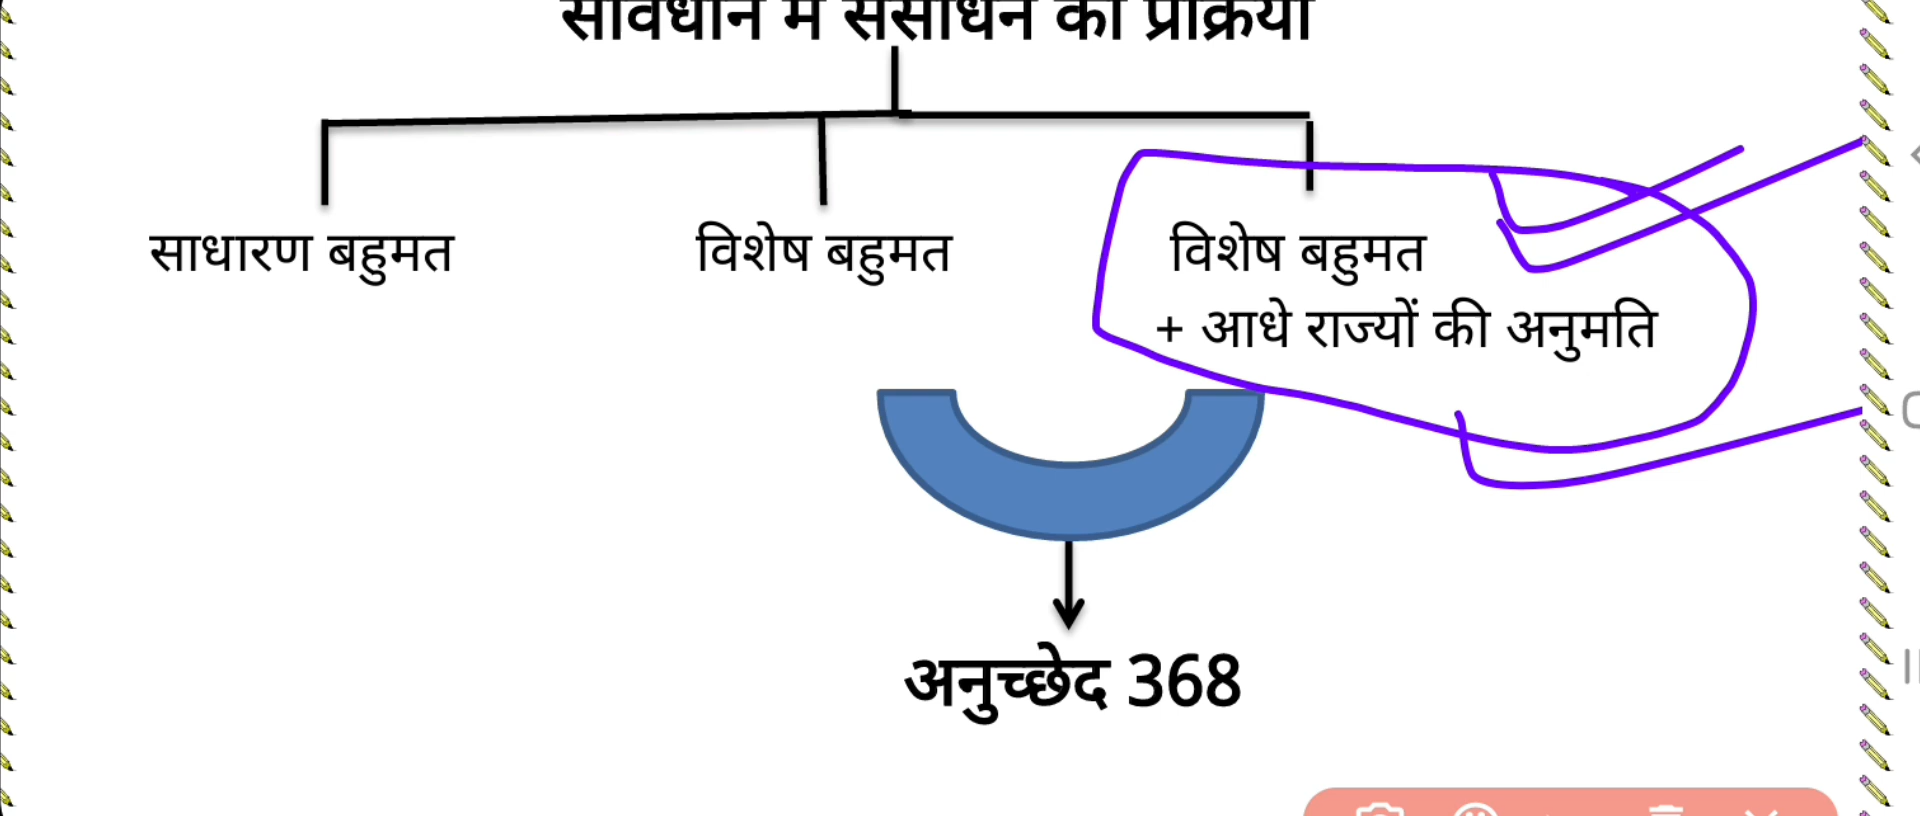 संविधान में संसोधन की प्रक्रिया
साधारण बहुमत
विशेष बहुमत
विशेष बहुमत
+ आधे राज्यों की अनुमति
अनुच्छेद 368